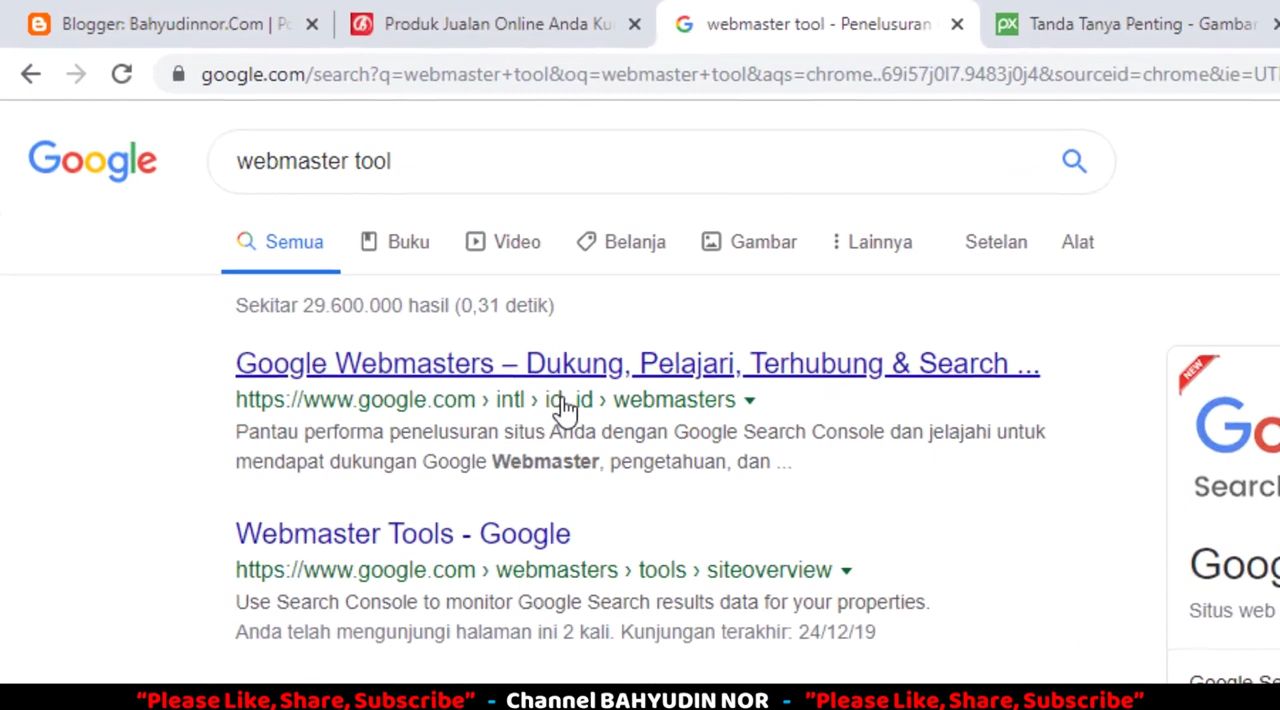 Blogger: Bahyudinnor.Com | Po
Produk Jualan Online Anda Ku
webmaster tool - Penelusuran
Tanda Tanya Penting - Gambar
google.com/search?q=webmaster+tool&oq=webmaster+tool&aqs=chrome..69i57j0l7.9483j0j4&sourceid=chrome&ie=UT
Google
webmaster tool
Semua Buku Video Belanja Gambar Lainnya Setelan Alat
Sekitar 29.600.000 hasil (0,31 detik)
Google Webmasters – Dukung, Pelajari, Terhubung & Search ...
https://www.google.com › intl › id_id › webmasters
Pantau performa penelusuran situs Anda dengan Google Search Console dan jelajahi untuk
mendapat dukungan Google Webmaster, pengetahuan, dan ...
Webmaster Tools - Google
https://www.google.com › webmasters › tools › siteoverview
Use Search Console to monitor Google Search results data for your properties.
Anda telah mengunjungi halaman ini 2 kali. Kunjungan terakhir: 24/12/19
NEW
Go
Search
Goog
Situs web
Google Se
"Please Like, Share, Subscribe" - Channel BAHYUDIN NOR - "Please Like, Share, Subscribe"